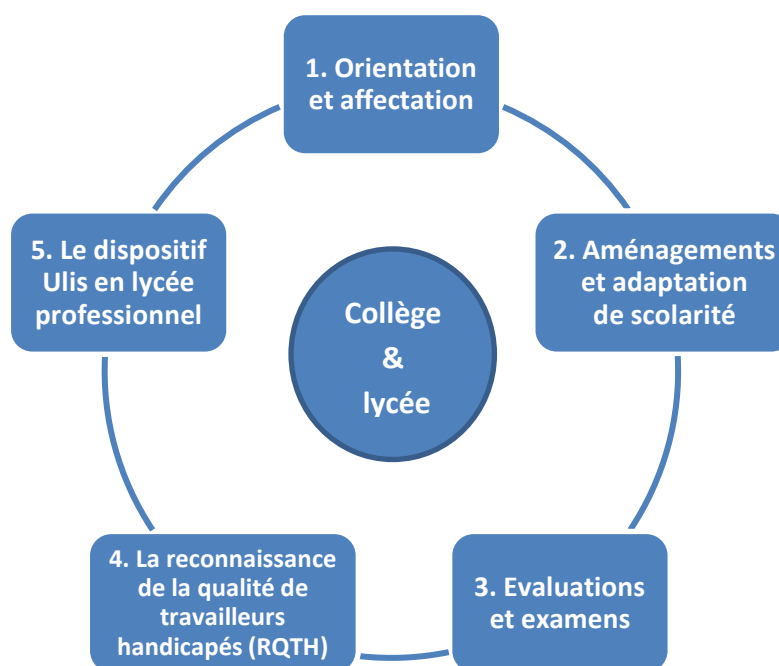 1. Orientation
et affectation
2. Aménagements
et adaptation
de scolarité
3. Evaluations
et examens
4. La reconnaissance
de la qualité de
travailleurs
handicapés (RQTH)
5. Le dispositif
Ulis en lycée
professionnel
Collège
&
lycée